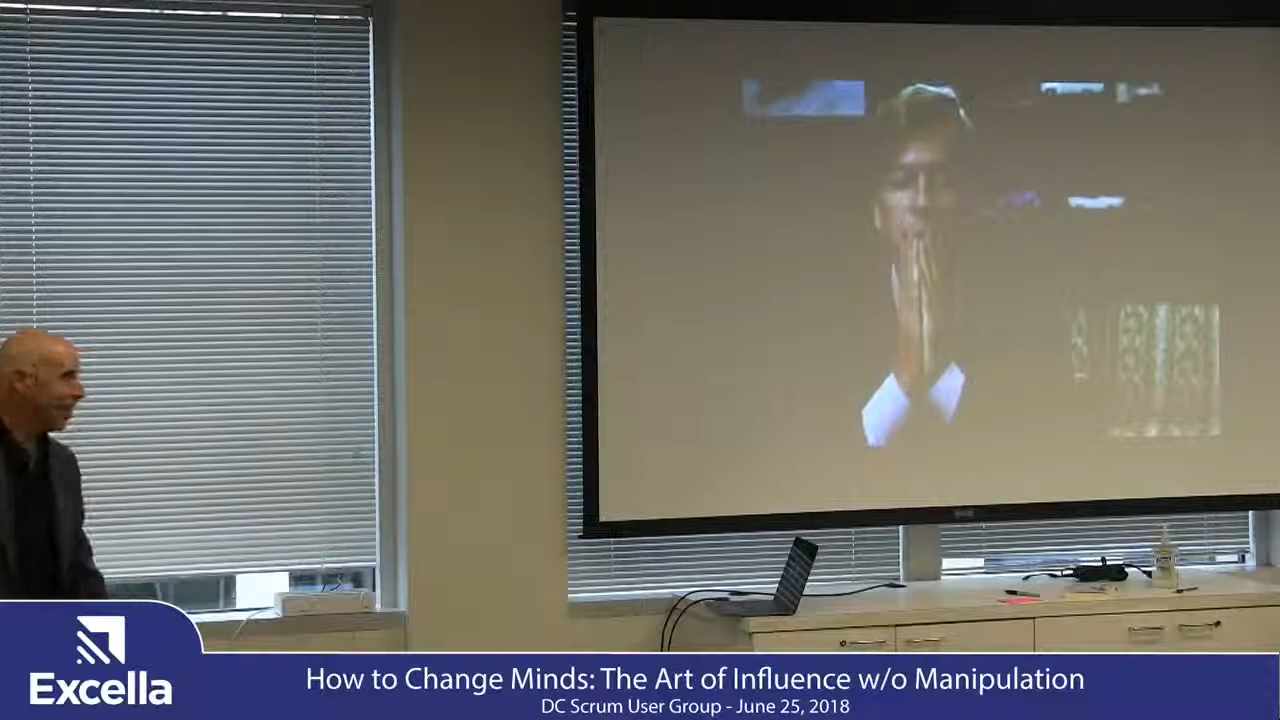 Excella
How to Change Minds: The Art of Influence w/o Manipulation
DC Scrum User Group - June 25, 2018